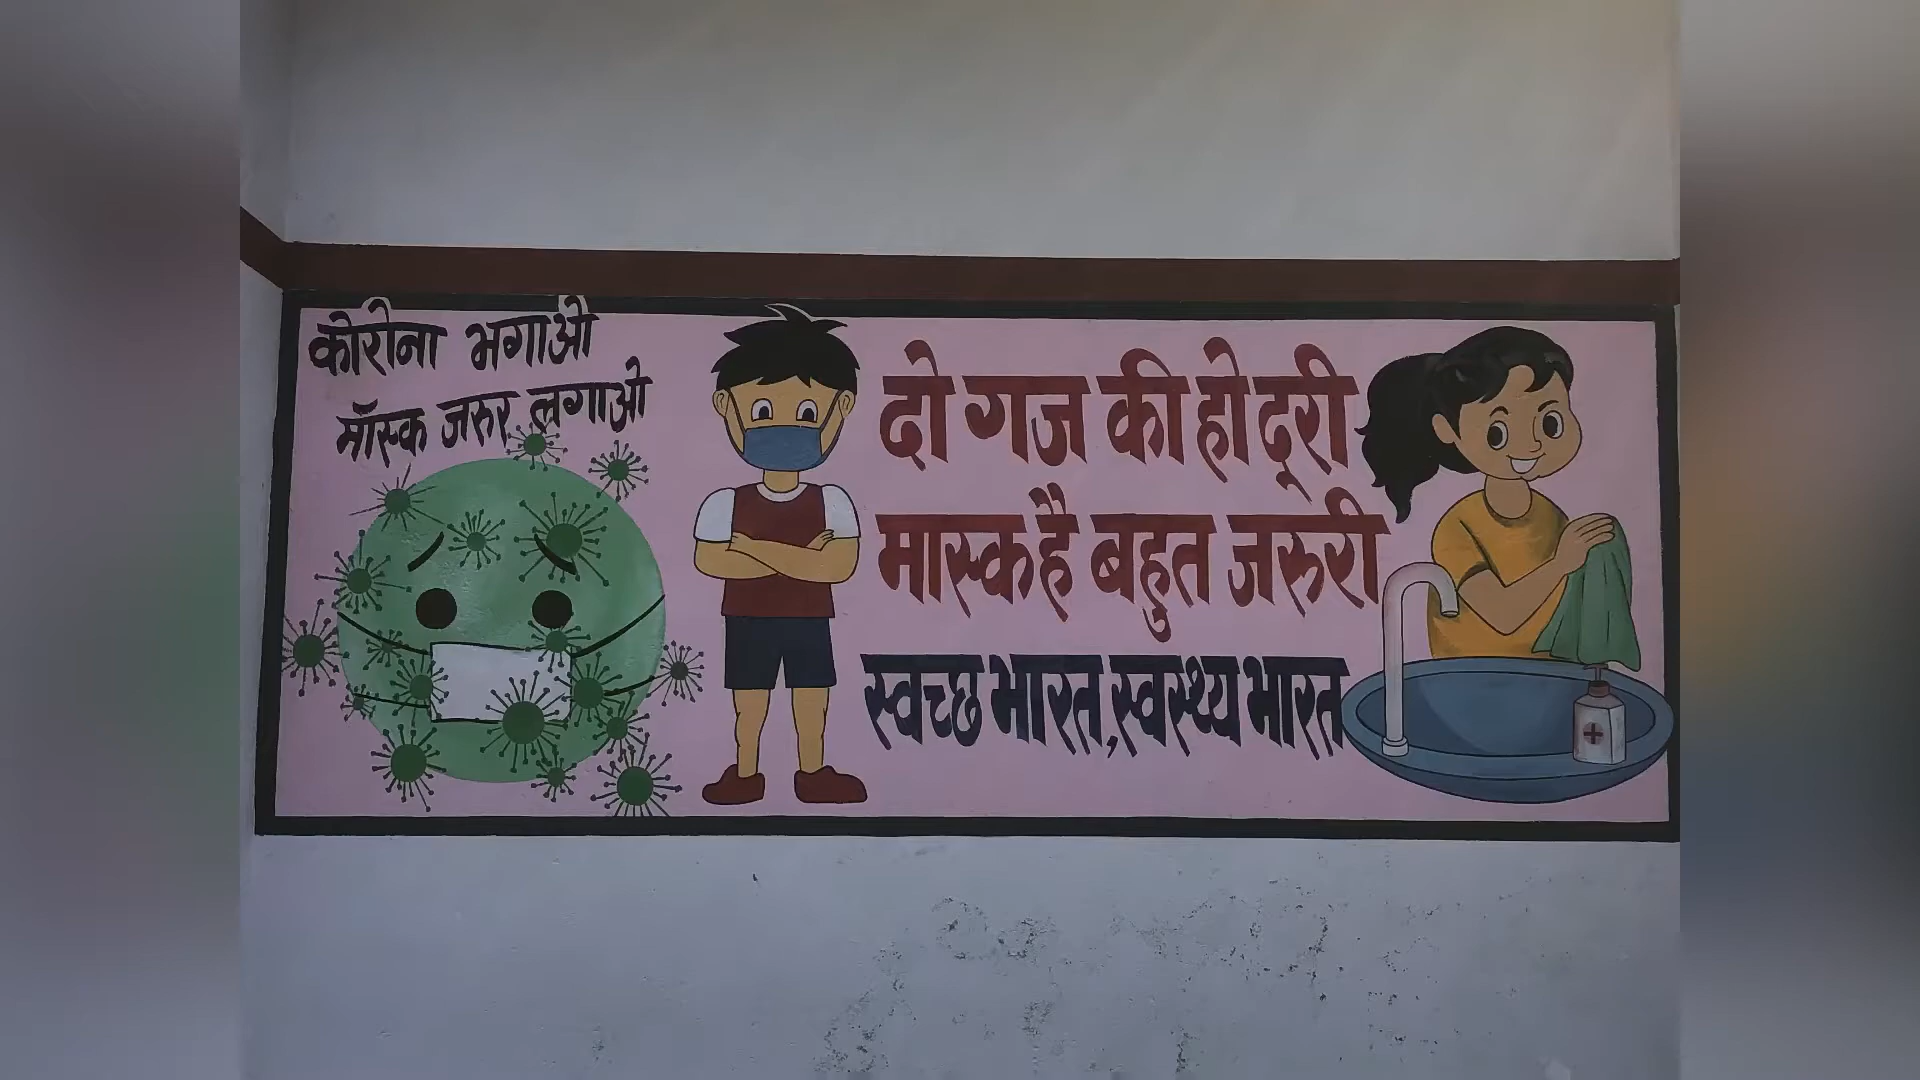 कोरोना भगाओ
मॉस्क जरुर लगाओ
दो गज की हो दूरी
मास्क है बहुत जरूरी
स्वच्छ भारत, स्वस्थ्य भारत